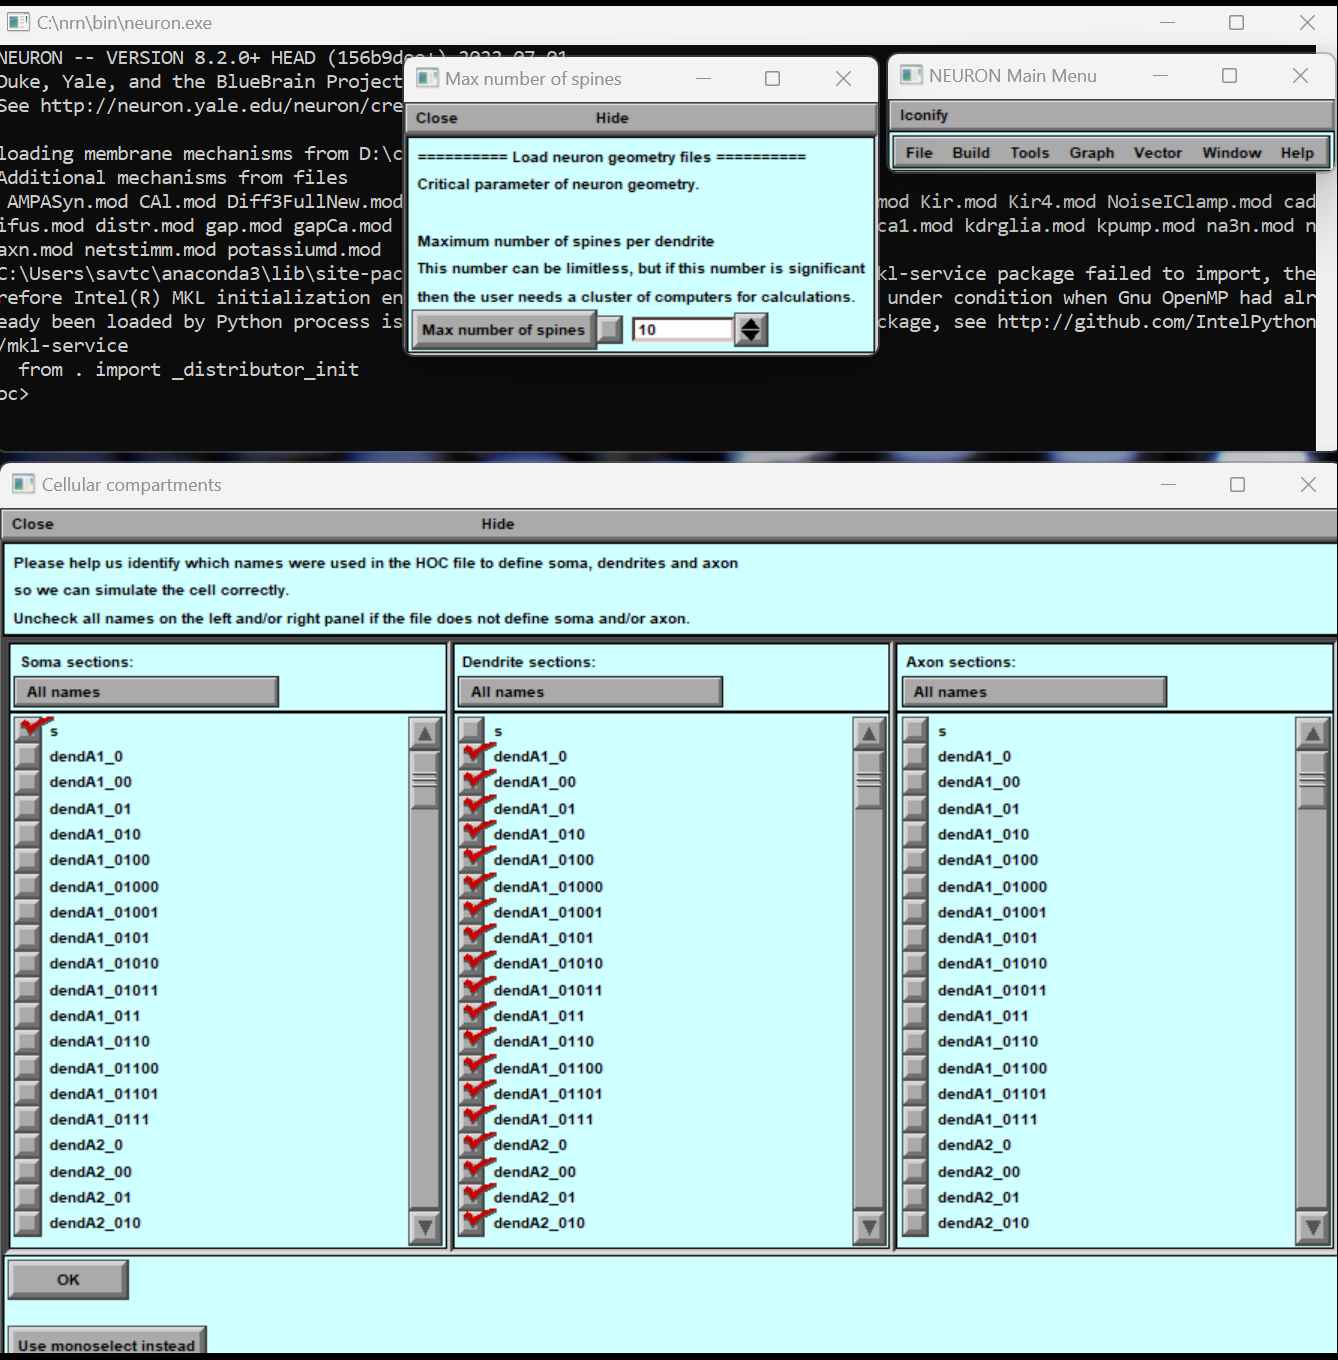 C:\nrn\bin\neuron.exe
NEURON -- VERSION 8.2.0+ HEAD 2022-07-01
Duke, Yale, and the BlueBrain Project
See http://neuron.yale.edu/neuron/cre
loading membrane mechanisms from D:\c
Additional mechanisms from files
AMPASyn.mod CAl.mod Diff3FullNew.mod mod Kir.mod Kir4.mod NoiseIClamp.mod cad
ifus.mod distr.mod gap.mod gapCa.mod ca1.mod kdrglia.mod kpump.mod na3n.mod n
axn.mod netstimm.mod potassiumd.mod
C:\Users\savtc\anaconda3\lib\site-pac kl-service package failed to import, the
refore Intel(R) MKL initialization en under condition when Gnu OpenMP had alr
eady been loaded by Python process is ckage, see http://github.com/IntelPython
/mkl-service
from . import _distributor_init
oc>
Max number of spines
Close Hide
========== Load neuron geometry files ==========
Critical parameter of neuron geometry.
Maximum number of spines per dendrite
This number can be limitless, but if this number is significant
then the user needs a cluster of computers for calculations.
Max number of spines 10
NEURON Main Menu
Iconify
File Build Tools Graph Vector Window Help
Cellular compartments
Close Hide
Please help us identify which names were used in the HOC file to define soma, dendrites and axon
so we can simulate the cell correctly.
Uncheck all names on the left and/or right panel if the file does not define soma and/or axon.
Soma sections:
All names
s
dendA1_0
dendA1_00
dendA1_01
dendA1_010
dendA1_0100
dendA1_01000
dendA1_01001
dendA1_0101
dendA1_01010
dendA1_01011
dendA1_011
dendA1_0110
dendA1_01100
dendA1_01101
dendA1_0111
dendA2_0
dendA2_00
dendA2_01
dendA2_010
Dendrite sections:
All names
s
dendA1_0
dendA1_00
dendA1_01
dendA1_010
dendA1_0100
dendA1_01000
dendA1_01001
dendA1_0101
dendA1_01010
dendA1_01011
dendA1_011
dendA1_0110
dendA1_01100
dendA1_01101
dendA1_0111
dendA2_0
dendA2_00
dendA2_01
dendA2_010
Axon sections:
All names
s
dendA1_0
dendA1_00
dendA1_01
dendA1_010
dendA1_0100
dendA1_01000
dendA1_01001
dendA1_0101
dendA1_01010
dendA1_01011
dendA1_011
dendA1_0110
dendA1_01100
dendA1_01101
dendA1_0111
dendA2_0
dendA2_00
dendA2_01
dendA2_010
OK
Use monoselect instead